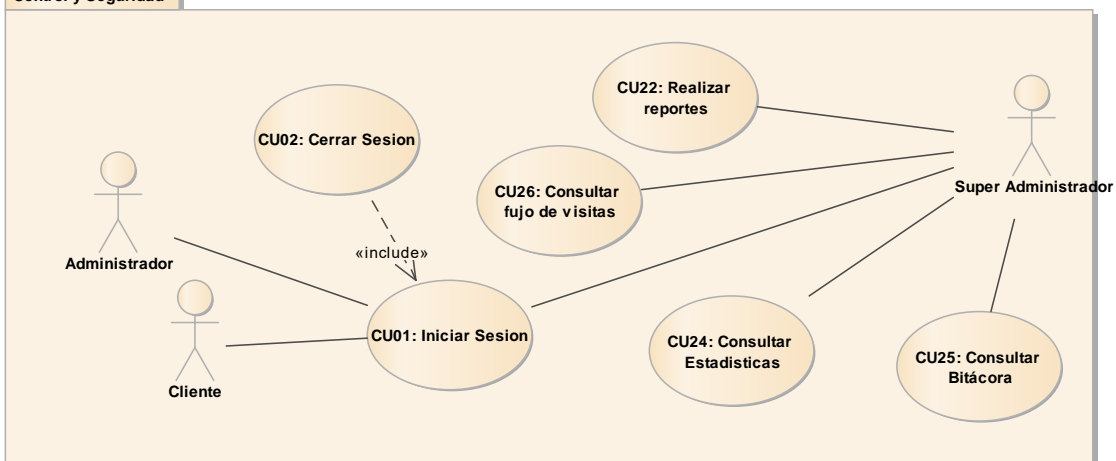 Control y Seguridad
CU22: Realizar
reportes
CU02: Cerrar Sesion
CU26: Consultar
fujo de visitas
Super Administrador
«include»
Administrador
CU01: Iniciar Sesion
CU24: Consultar
Estadisticas
CU25: Consultar
Bitácora
Cliente